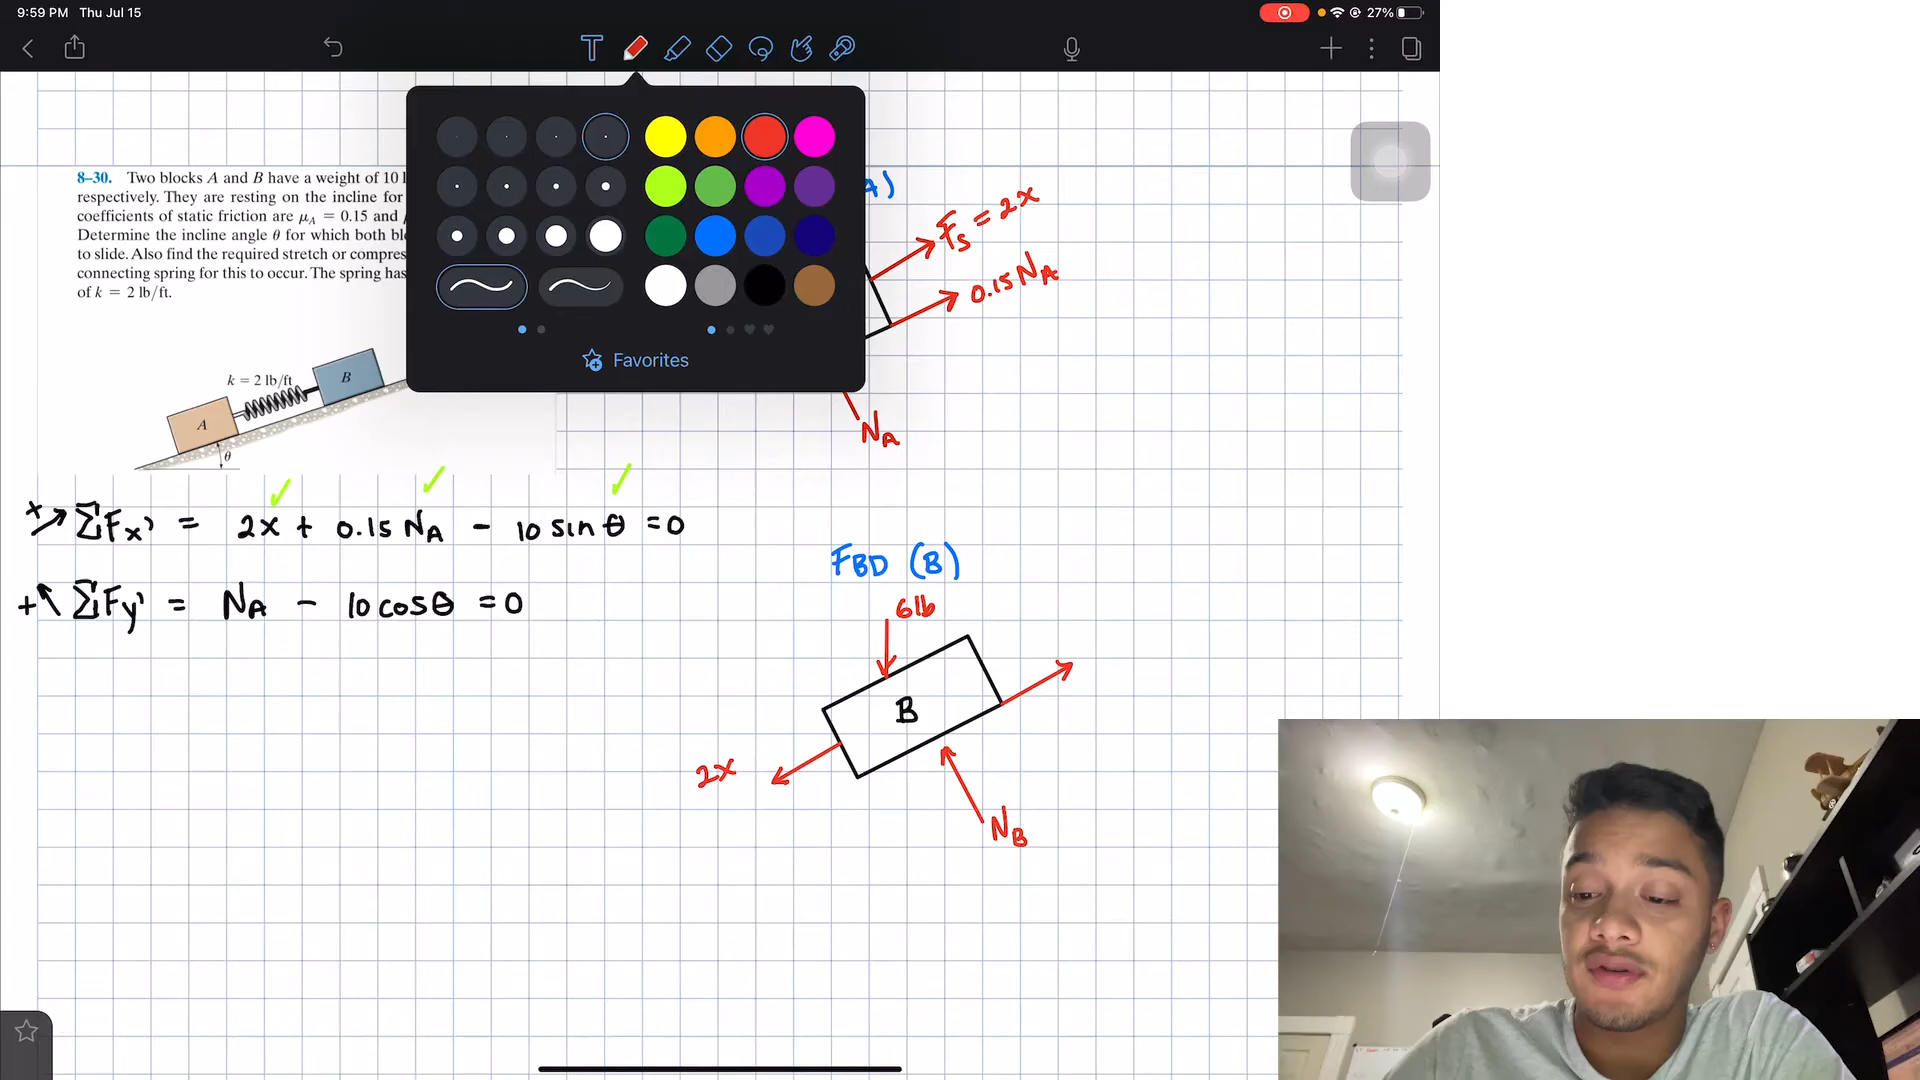 9:59 PM Thu Jul 15
27%
T
8–30. Two blocks A and B have a weight of 10 l
respectively. They are resting on the incline for
coefficients of static friction are μA = 0.15 and
Determine the incline angle θ for which both bl
to slide. Also find the required stretch or compres
connecting spring for this to occur. The spring has
of k = 2 lb/ft.
Favorites
A)
Fs = 2x
0.15 NA
NA
k = 2 lb/ft
B
A
θ
+ ΣFx' = 2x + 0.15 NA - 10 sin θ = 0
+ ΣFy' = NA - 10 cos θ = 0
FBD (B)
6lb
B
2x
NB